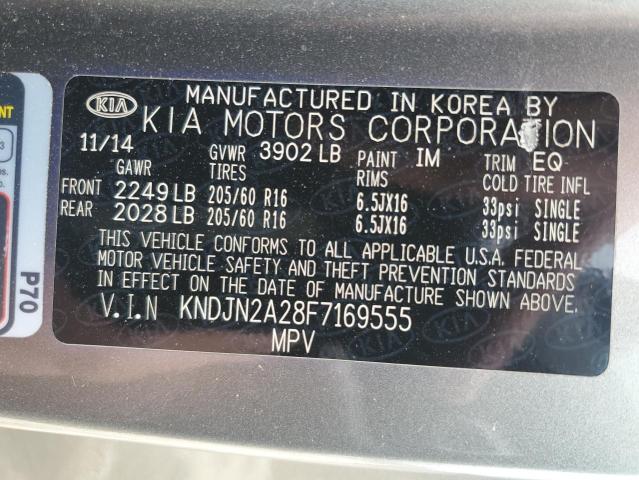 MANUFACTURED IN KOREA BY
KIA KIA MOTORS CORPORATION
11/14 GVWR 3902 LB PAINT IM TRIM EQ
GAWR TIRES RIMS COLD TIRE INFL
FRONT 2249 LB 205/60 R16 6.5JX16 33psi SINGLE
REAR 2028 LB 205/60 R16 6.5JX16 33psi SINGLE
THIS VEHICLE CONFORMS TO ALL APPLICABLE U.S.A. FEDERAL
MOTOR VEHICLE SAFETY AND THEFT PREVENTION STANDARDS
IN EFFECT ON THE DATE OF MANUFACTURE SHOWN ABOVE.
V.I.N KNDJN2A28F7169555
MPV
P70